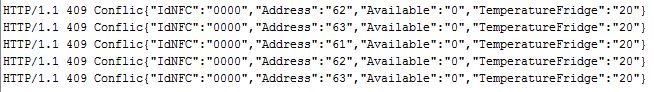 HTTP/1.1 409 Conflic{"IdNFC":"0000","Address":"62","Available":"0","TemperatureFridge":"20"}
HTTP/1.1 409 Conflic{"IdNFC":"0000","Address":"63","Available":"0","TemperatureFridge":"20"}
HTTP/1.1 409 Conflic{"IdNFC":"0000","Address":"61","Available":"0","TemperatureFridge":"20"}
HTTP/1.1 409 Conflic{"IdNFC":"0000","Address":"62","Available":"0","TemperatureFridge":"20"}
HTTP/1.1 409 Conflic{"IdNFC":"0000","Address":"63","Available":"0","TemperatureFridge":"20"}